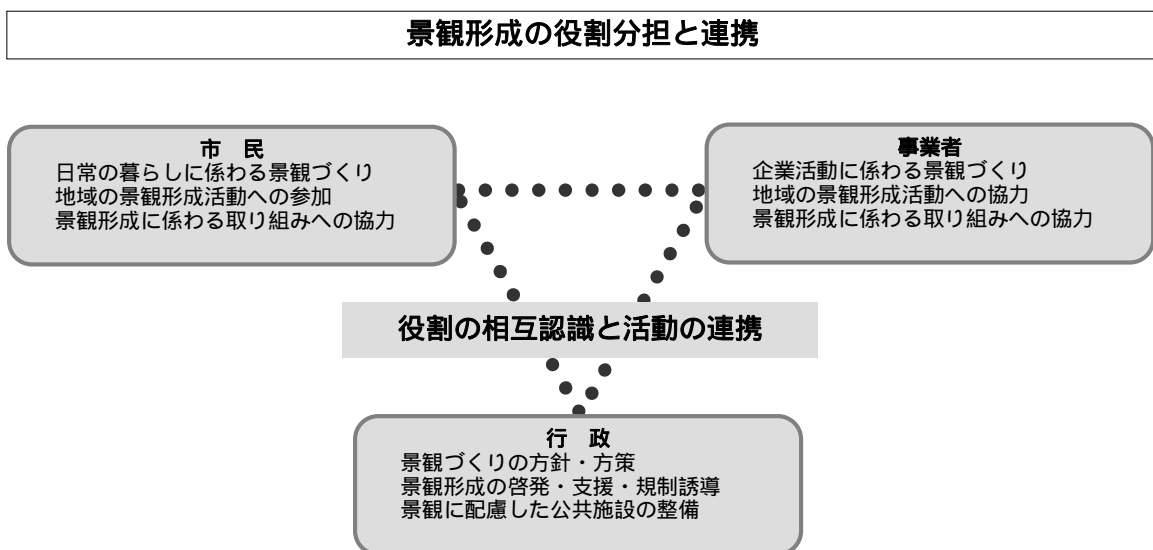 景観形成の役割分担と連携
市　民
日常の暮らしに係わる景観づくり
地域の景観形成活動への参加
景観形成に係わる取り組みへの協力
事業者
企業活動に係わる景観づくり
地域の景観形成活動への協力
景観形成に係わる取り組みへの協力
役割の相互認識と活動の連携
行　政
景観づくりの方針・方策
景観形成の啓発・支援・規制誘導
景観に配慮した公共施設の整備